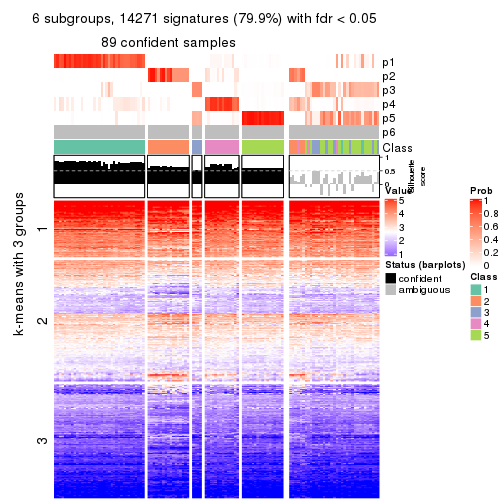 6 subgroups, 14271 signatures (79.9%) with fdr < 0.05
89 confident samples
p1
p2
p3
p4
p5
p6
Class
1
0.5
0
Silhouette
score
k-means with 3 groups
1
2
3
Value
5
4
3
2
1
Status (barplots)
confident
ambiguous
Prob
1
0.8
0.6
0.4
0.2
0
Class
1
2
3
4
5